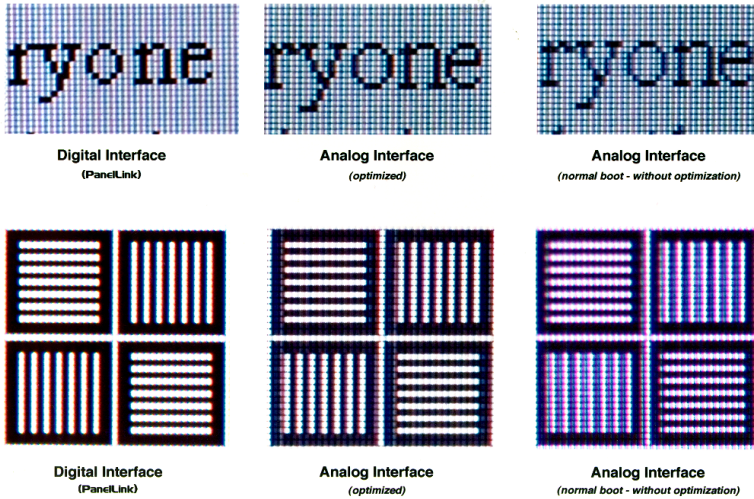 ryone
ryone
ryone
Digital Interface
(PanelLink)
Analog Interface
(optimized)
Analog Interface
(normal boot - without optimization)
Digital Interface
(PanelLink)
Analog Interface
(optimized)
Analog Interface
(normal boot - without optimization)